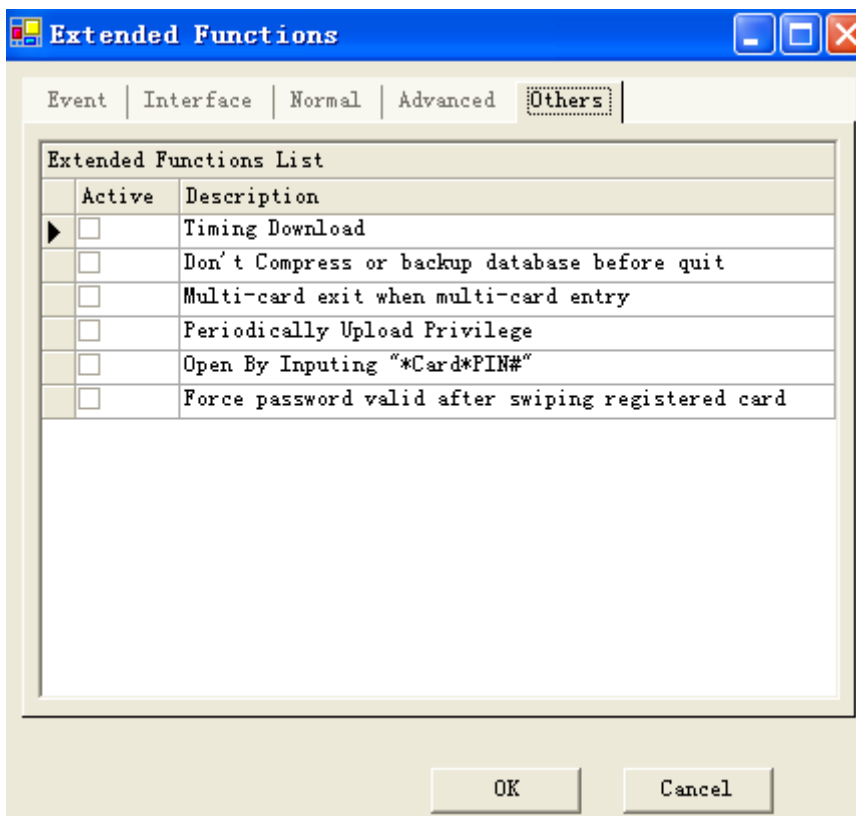 Extended Functions
Event Interface Normal Advanced Others
Extended Functions List
Active Description
Timing Download
Don't Compress or backup database before quit
Multi-card exit when multi-card entry
Periodically Upload Privilege
Open By Inputing "*Card*PIN#"
Force password valid after swiping registered card
OK Cancel